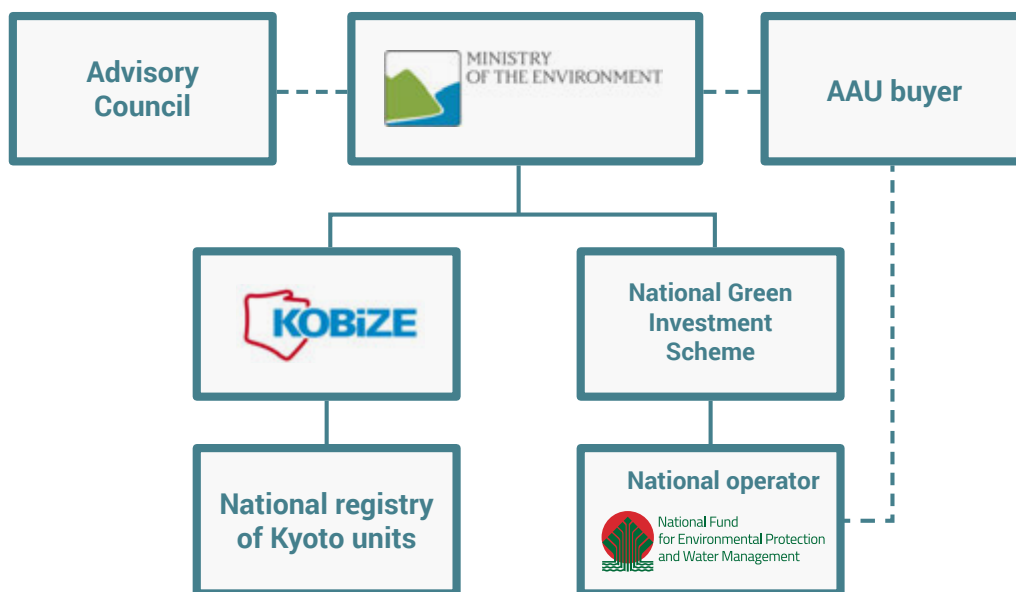 Advisory
Council
MINISTRY
OF THE ENVIRONMENT
AAU buyer
KOBiZE
National Green
Investment
Scheme
National registry
of Kyoto units
National operator
National Fund
for Environmental Protection
and Water Management